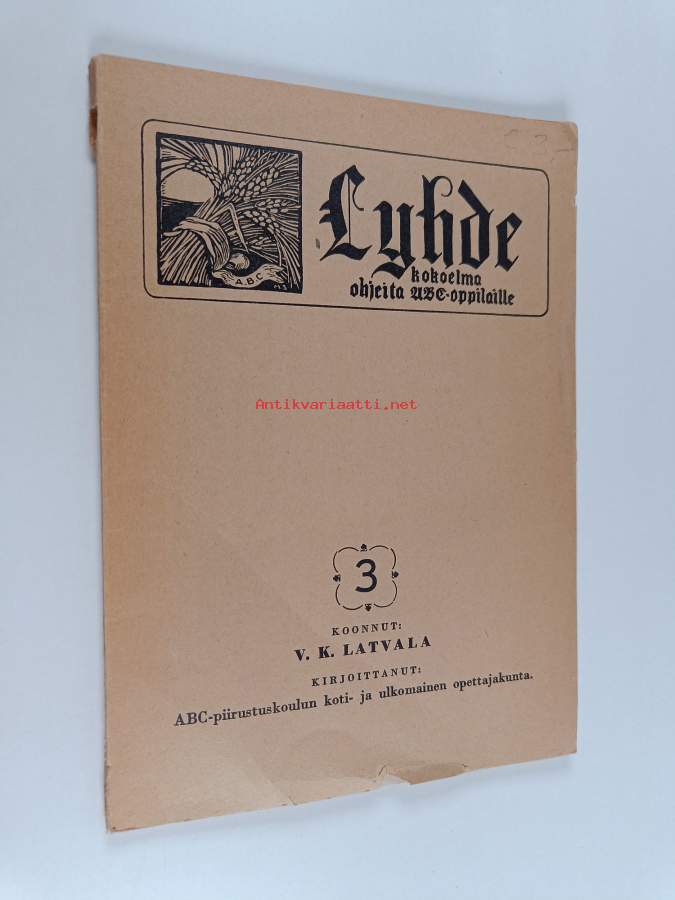 A.B.C
M S
Lyhde
kokoelma
ohjeita ABC-oppilaille
Antikvariaatti.net
3
KOONNUT:
V. K. LATVALA
KIRJOITTANUT:
ABC-piirustuskoulun koti- ja ulkomainen opettajakunta.